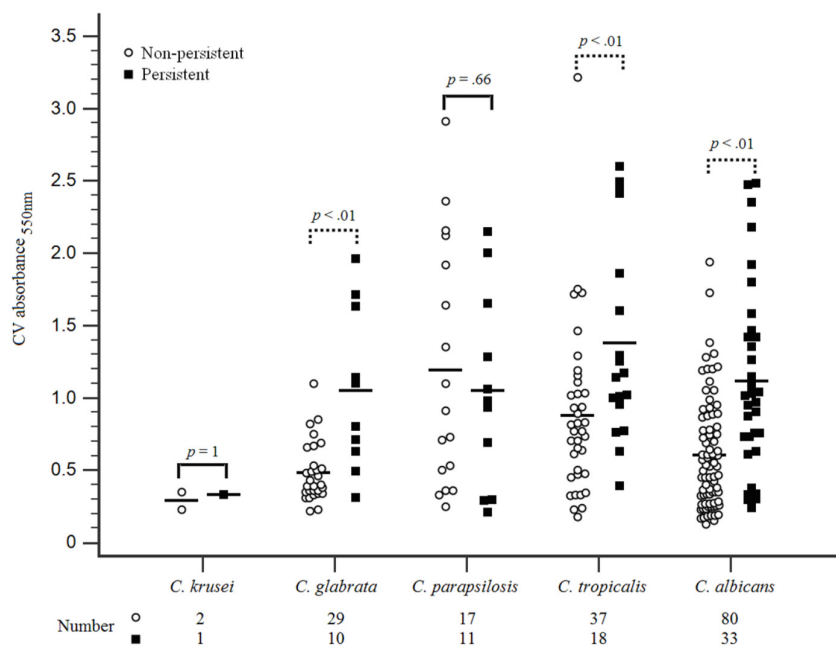 3.5
3.0
2.5
2.0
1.5
1.0
0.5
0
CV absorbance 550nm
Non-persistent
Persistent
p = 1
p < .01
p = .66
p < .01
p < .01
C. krusei C. glabrata C. parapsilosis C. tropicalis C. albicans
Number 2 29 17 37 80
1 10 11 18 33